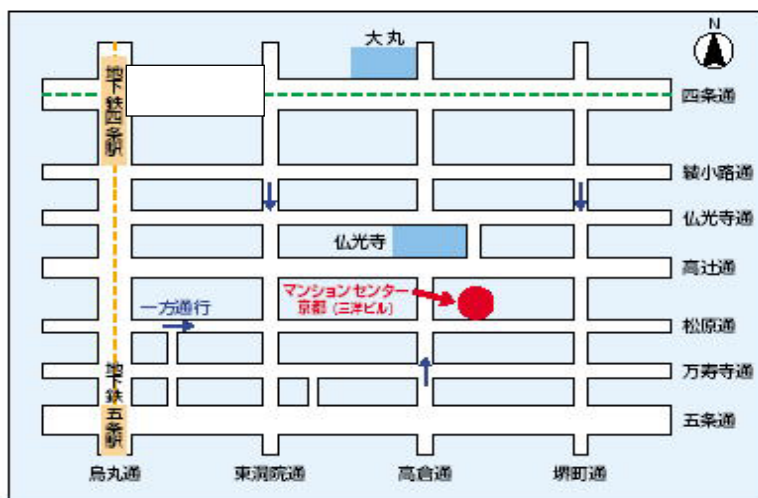 N
大丸
四条通
地下鉄四条駅
綾小路通
仏光寺通
仏光寺
高辻通
マンションセンター
京都（三洋ビル）
一方通行
松原通
万寿寺通
地下鉄
五条駅
五条通
烏丸通
東洞院通
高倉通
堺町通